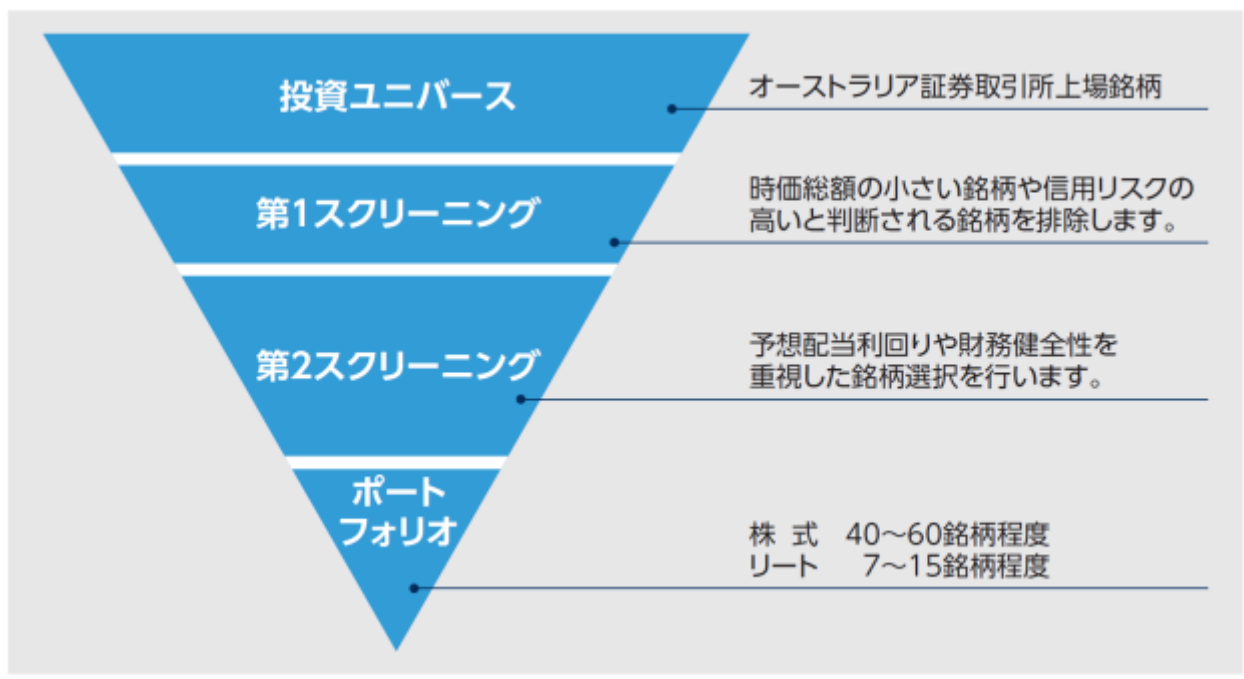 投資ユニバース
オーストラリア証券取引所上場銘柄
第1スクリーニング
時価総額の小さい銘柄や信用リスクの
高いと判断される銘柄を排除します。
第2スクリーニング
予想配当利回りや財務健全性を
重視した銘柄選択を行います。
ポート
フォリオ
株 式 40～60銘柄程度
リート 7～15銘柄程度